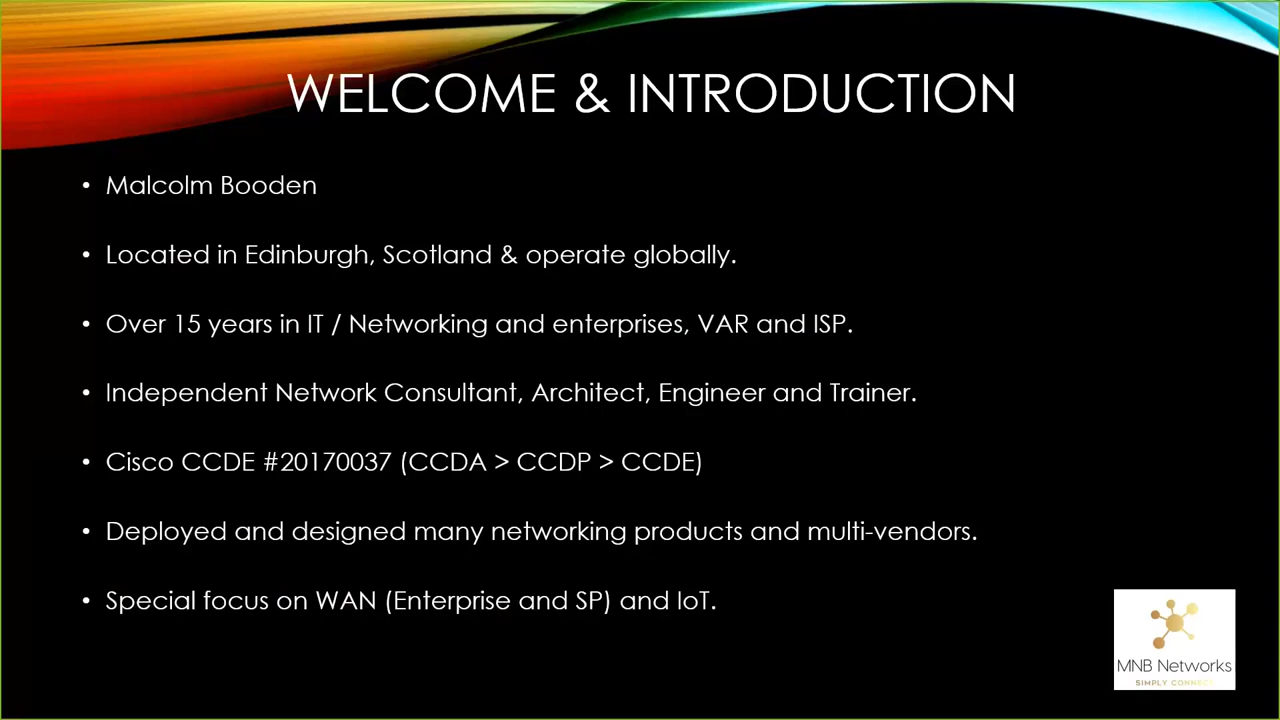 WELCOME & INTRODUCTION
• Malcolm Booden
• Located in Edinburgh, Scotland & operate globally.
• Over 15 years in IT / Networking and enterprises, VAR and ISP.
• Independent Network Consultant, Architect, Engineer and Trainer.
• Cisco CCDE #20170037 (CCDA > CCDP > CCDE)
• Deployed and designed many networking products and multi-vendors.
• Special focus on WAN (Enterprise and SP) and IoT.
MNB Networks
SIMPLY CONNECT